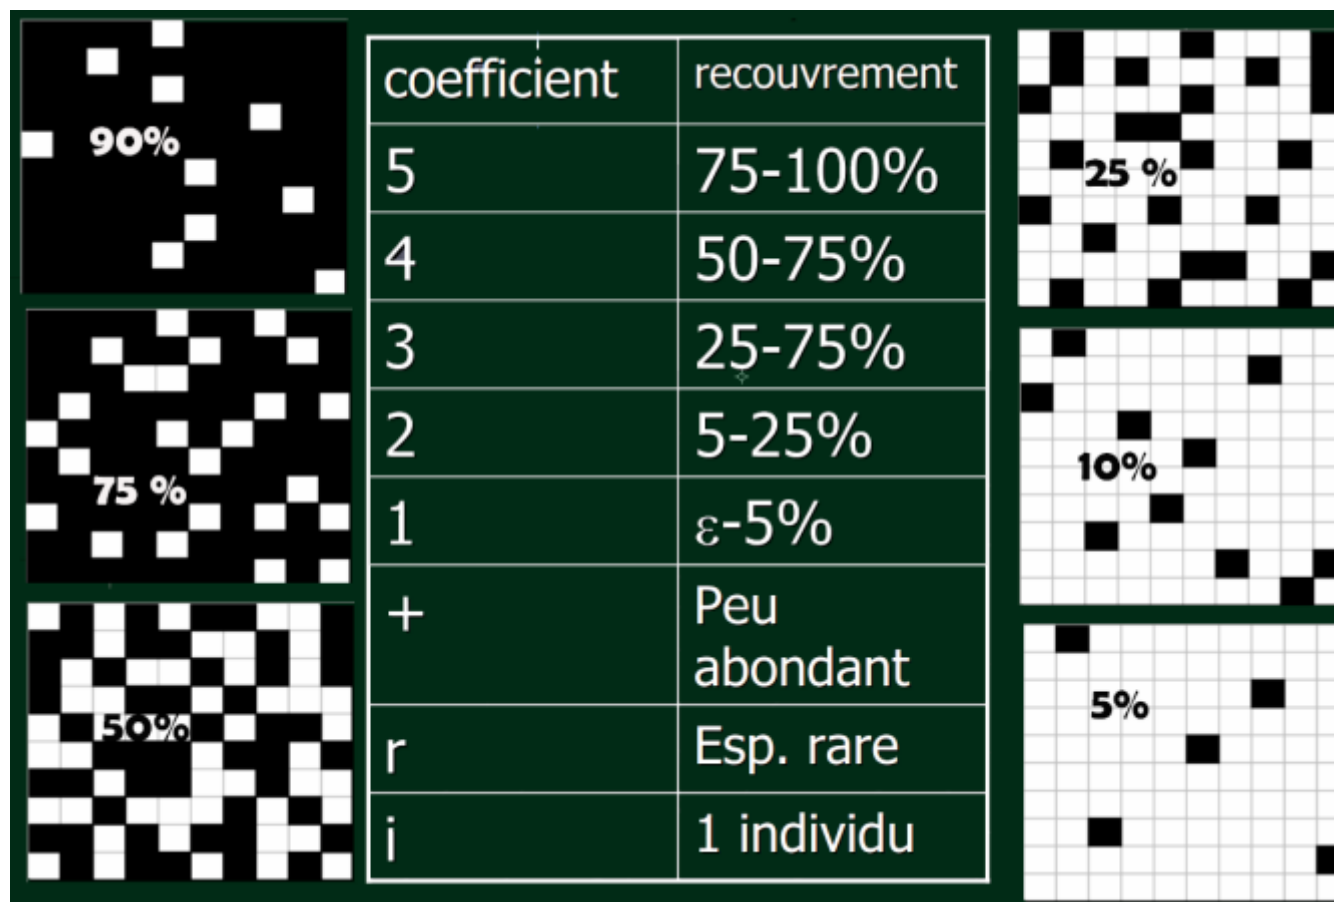 90%
75 %
50%
coefficient recouvrement
5 75-100%
4 50-75%
3 25-75%
2 5-25%
1 ε-5%
+ Peu
abondant
r Esp. rare
i 1 individu
25 %
10%
5%